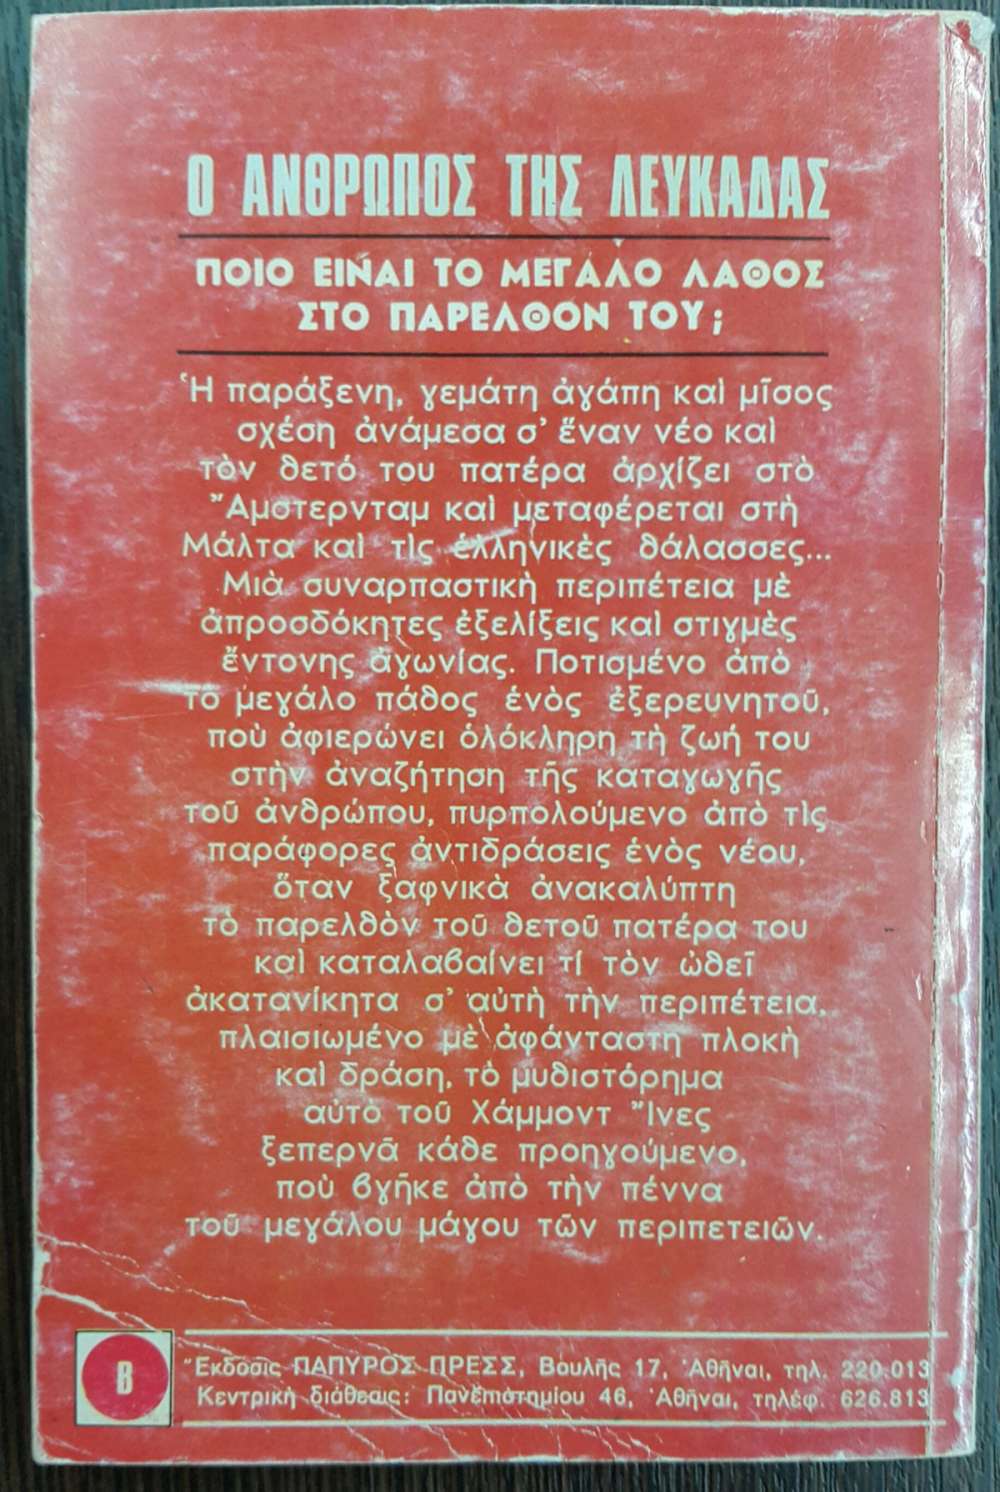 Ο ΑΝΘΡΩΠΟΣ ΤΗΣ ΛΕΥΚΑΔΑΣ
ΠΟΙΟ ΕΙΝΑΙ ΤΟ ΜΕΓΑΛΟ ΛΑΘΟΣ
ΣΤΟ ΠΑΡΕΛΘΟΝ ΤΟΥ;
Ἡ παράξενη, γεμάτη ἀγάπη καὶ μῖσος
σχέση ἀνάμεσα σ' ἕναν νέο καὶ
τὸν θετό του πατέρα ἀρχίζει στὸ
Ἄμστερνταμ καὶ μεταφέρεται στὴ
Μάλτα καὶ τὶς ἑλληνικὲς θάλασσες...
Μιὰ συναρπαστικὴ περιπέτεια μὲ
ἀπροσδόκητες ἐξελίξεις καὶ στιγμὲς
ἔντονης ἀγωνίας. Ποτισμένο ἀπὸ
τὸ μεγάλο πάθος ἑνὸς ἐξερευνητοῦ,
ποὺ ἀφιερώνει ὁλόκληρη τὴ ζωή του
στὴν ἀναζήτηση τῆς καταγωγῆς
τοῦ ἀνθρώπου, πυρπολούμενο ἀπὸ τὶς
παράφορες ἀντιδράσεις ἑνὸς νέου,
ὅταν ξαφνικὰ ἀνακαλύπτη
τὸ παρελθὸν τοῦ θετοῦ πατέρα του
καὶ καταλαβαίνει τί τὸν ὠθεῖ
ἀκατανίκητα σ' αὐτὴ τὴν περιπέτεια,
πλαισιωμένο μὲ ἀφάνταστη πλοκὴ
καὶ δράση, τὸ μυθιστόρημα
αὐτὸ τοῦ Χάμμοντ Ἴνες
ξεπερνᾶ κάθε προηγούμενο,
ποὺ βγῆκε ἀπὸ τὴν πέννα
τοῦ μεγάλου μάγου τῶν περιπετειῶν.
Β
Ἔκδοσις ΠΑΠΥΡΟΣ ΠΡΕΣΣ, Βουλῆς 17, Ἀθῆναι, τηλ. 220.013
Κεντρικὴ διάθεσις: Πανεπιστημίου 46, Ἀθῆναι, τηλέφ. 626.813